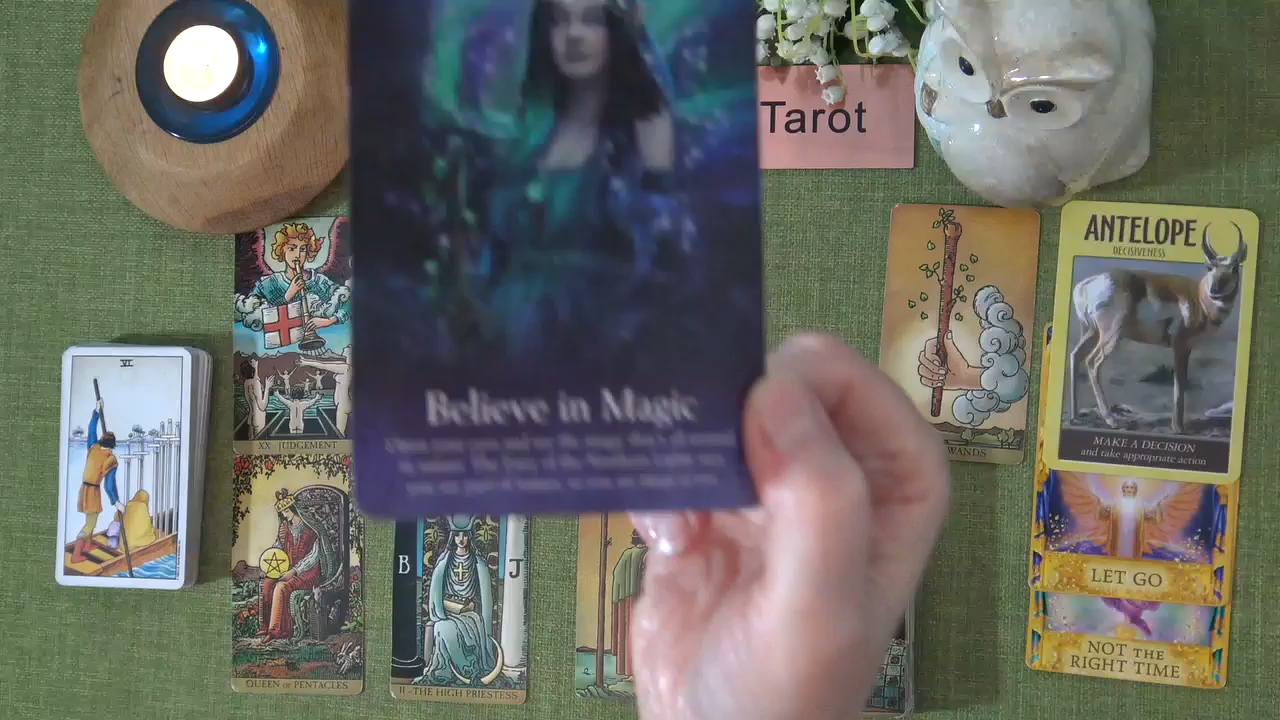 Tarot
ANTELOPE
DECISIVENESS
VI
Believe in Magic
XX - JUDGEMENT
WANDS
MAKE A DECISION
and take appropriate action
B
J
LET GO
NOT THE
RIGHT TIME
QUEEN OF PENTACLES
II - THE HIGH PRIESTESS